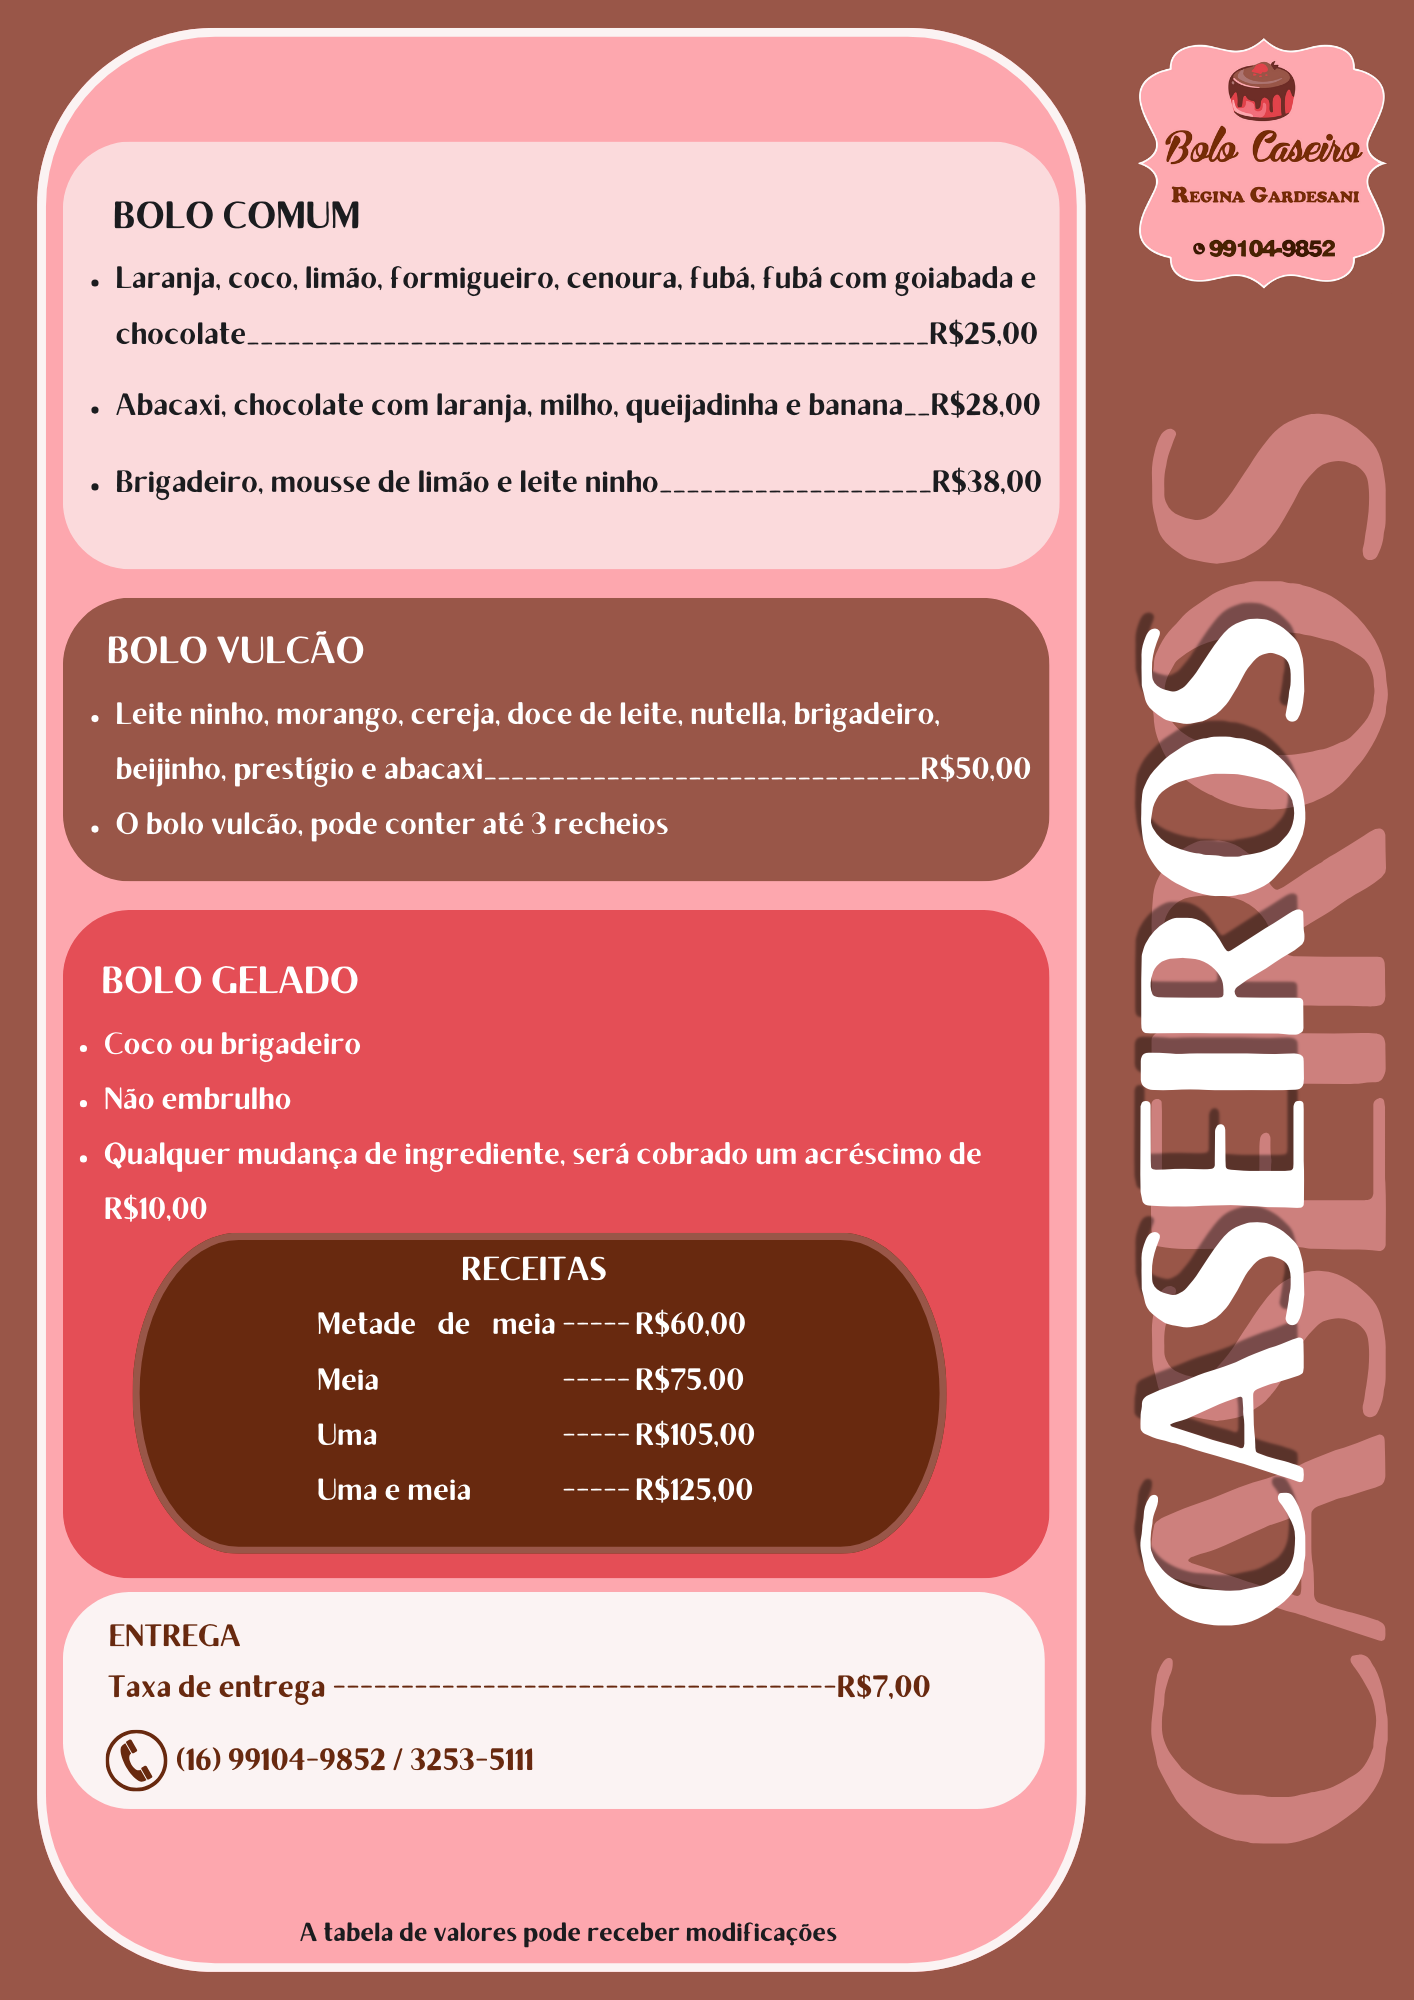 BOLO COMUM
Laranja, coco, limão, formigueiro, cenoura, fubá, fubá com goiabada e
chocolate__________________________________________________R$25,00
Abacaxi, chocolate com laranja, milho, queijadinha e banana__R$28,00
Brigadeiro, mousse de limão e leite ninho____________________R$38,00
BOLO VULCÃO
Leite ninho, morango, cereja, doce de leite, nutella, brigadeiro,
beijinho, prestígio e abacaxi________________________________R$50,00
O bolo vulcão, pode conter até 3 recheios
BOLO GELADO
Coco ou brigadeiro
Não embrulho
Qualquer mudança de ingrediente, será cobrado um acréscimo de
R$10,00
RECEITAS
Metade de meia -----R$60,00
Meia -----R$75.00
Uma -----R$105,00
Uma e meia -----R$125,00
ENTREGA
Taxa de entrega -------------------------------------R$7,00
(16) 99104-9852 / 3253-5111
A tabela de valores pode receber modificações
Bolo Caseiro
REGINA GARDESANI
99104-9852
CASEIROS
CASEIROS